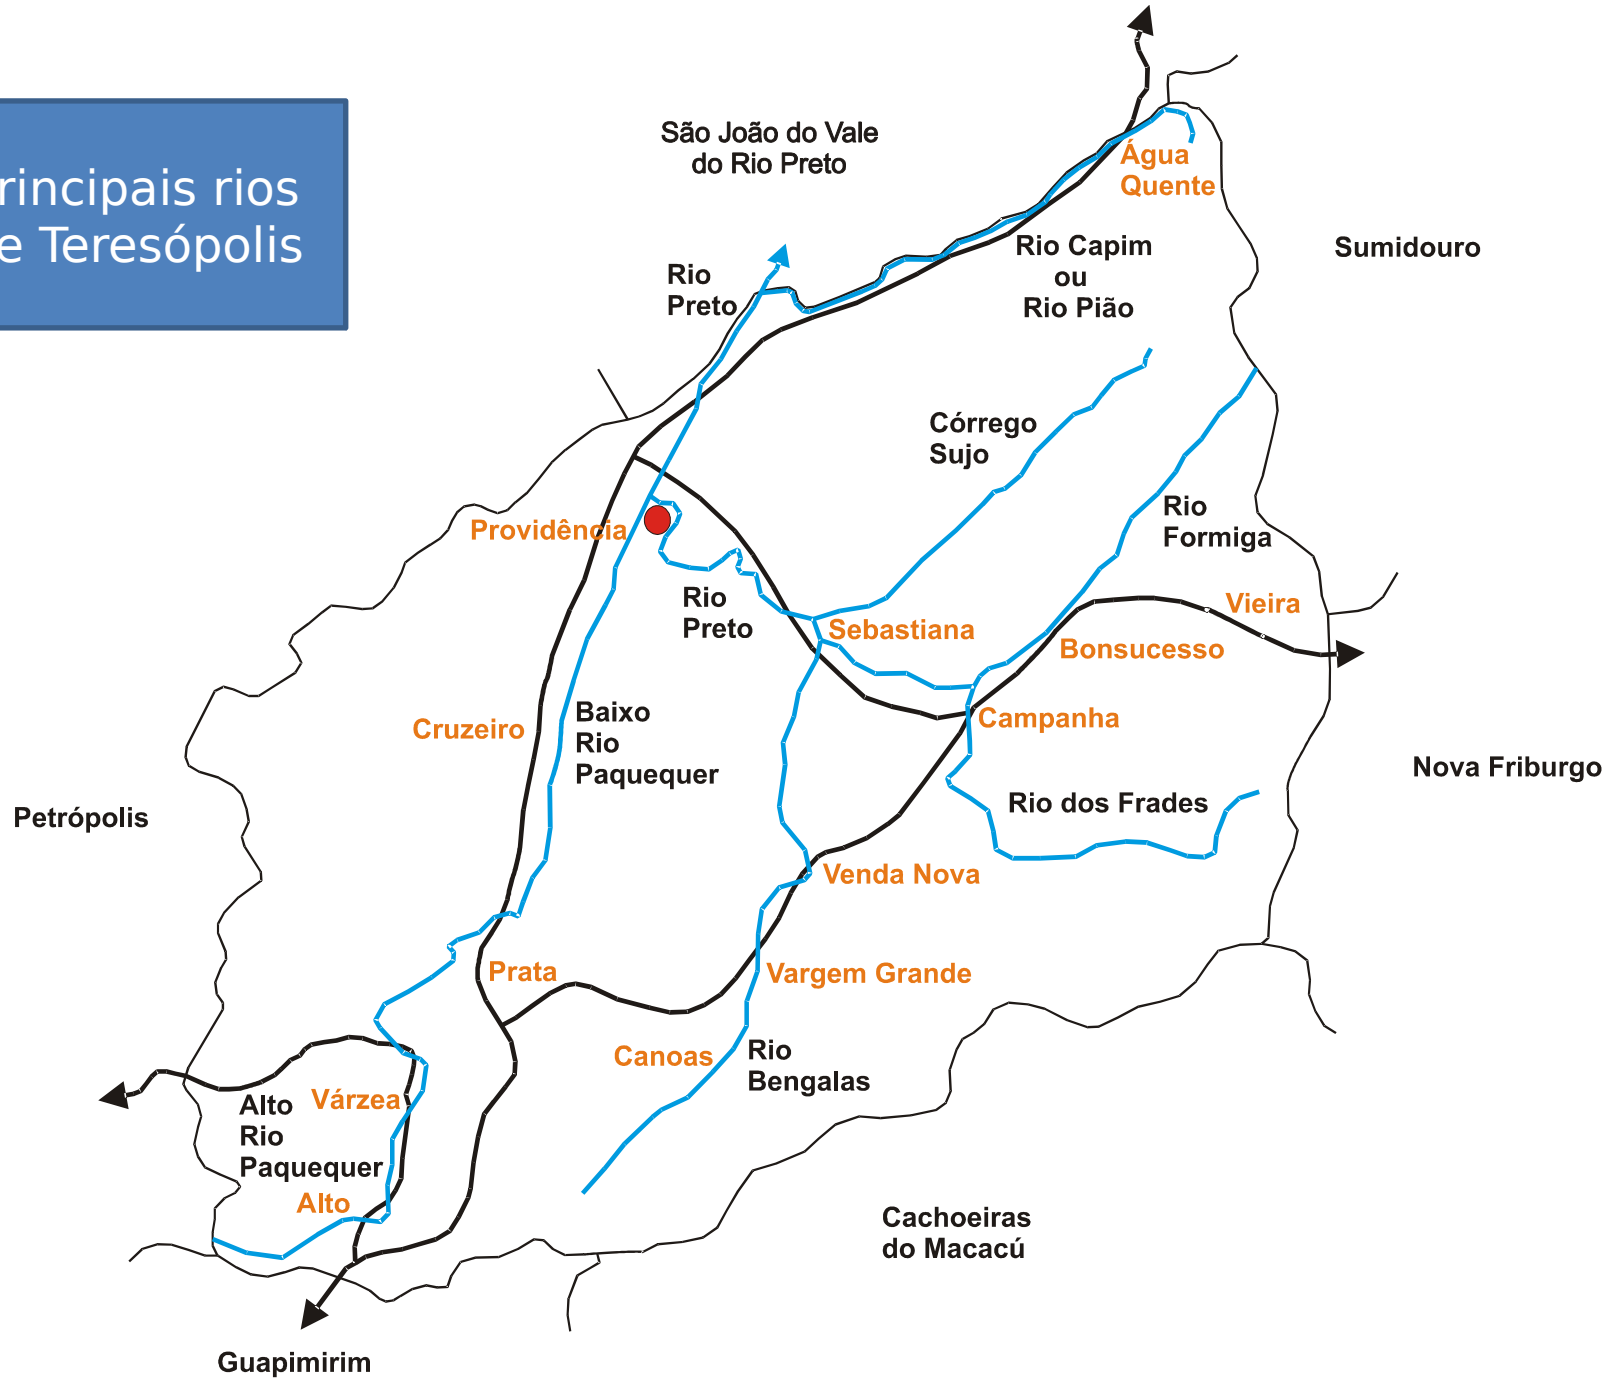 rincipais rios
e Teresópolis
São João do Vale
do Rio Preto
Água
Quente
Rio Capim
ou
Rio Pião
Sumidouro
Rio
Preto
Córrego
Sujo
Rio
Formiga
Providência
Rio
Preto
Sebastiana
Vieira
Bonsucesso
Cruzeiro
Baixo
Rio
Paquequer
Campanha
Nova Friburgo
Petrópolis
Rio dos Frades
Venda Nova
Prata
Vargem Grande
Canoas
Rio
Bengalas
Várzea
Alto
Rio
Paquequer
Alto
Cachoeiras
do Macacú
Guapimirim